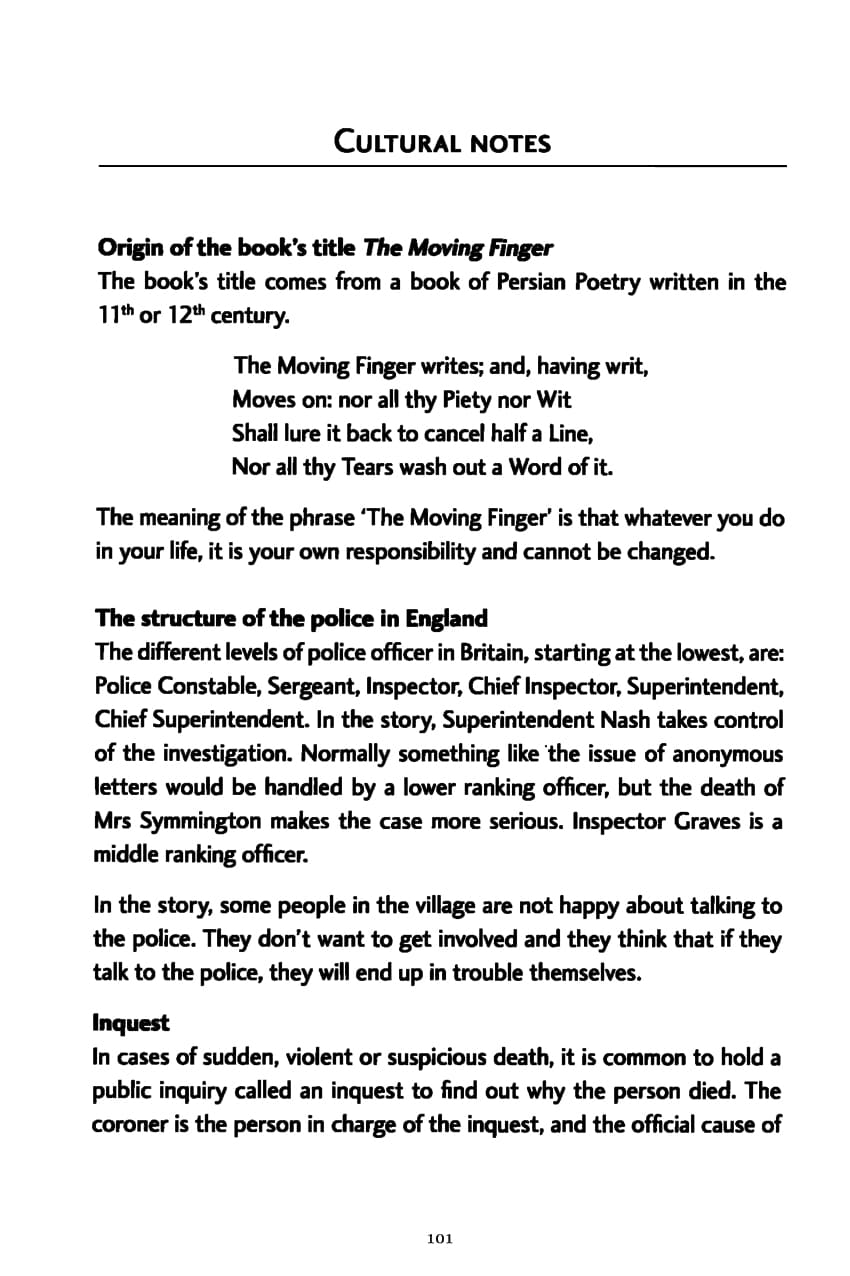 CULTURAL NOTES
Origin of the book's title The Moving Finger
The book's title comes from a book of Persian Poetry written in the
11th or 12th century.
The Moving Finger writes; and, having writ,
Moves on: nor all thy Piety nor Wit
Shall lure it back to cancel half a Line,
Nor all thy Tears wash out a Word of it.
The meaning of the phrase 'The Moving Finger' is that whatever you do
in your life, it is your own responsibility and cannot be changed.
The structure of the police in England
The different levels of police officer in Britain, starting at the lowest, are:
Police Constable, Sergeant, Inspector, Chief Inspector, Superintendent,
Chief Superintendent. In the story, Superintendent Nash takes control
of the investigation. Normally something like the issue of anonymous
letters would be handled by a lower ranking officer, but the death of
Mrs Symmington makes the case more serious. Inspector Graves is a
middle ranking officer.
In the story, some people in the village are not happy about talking to
the police. They don't want to get involved and they think that if they
talk to the police, they will end up in trouble themselves.
Inquest
In cases of sudden, violent or suspicious death, it is common to hold a
public inquiry called an inquest to find out why the person died. The
coroner is the person in charge of the inquest, and the official cause of
101